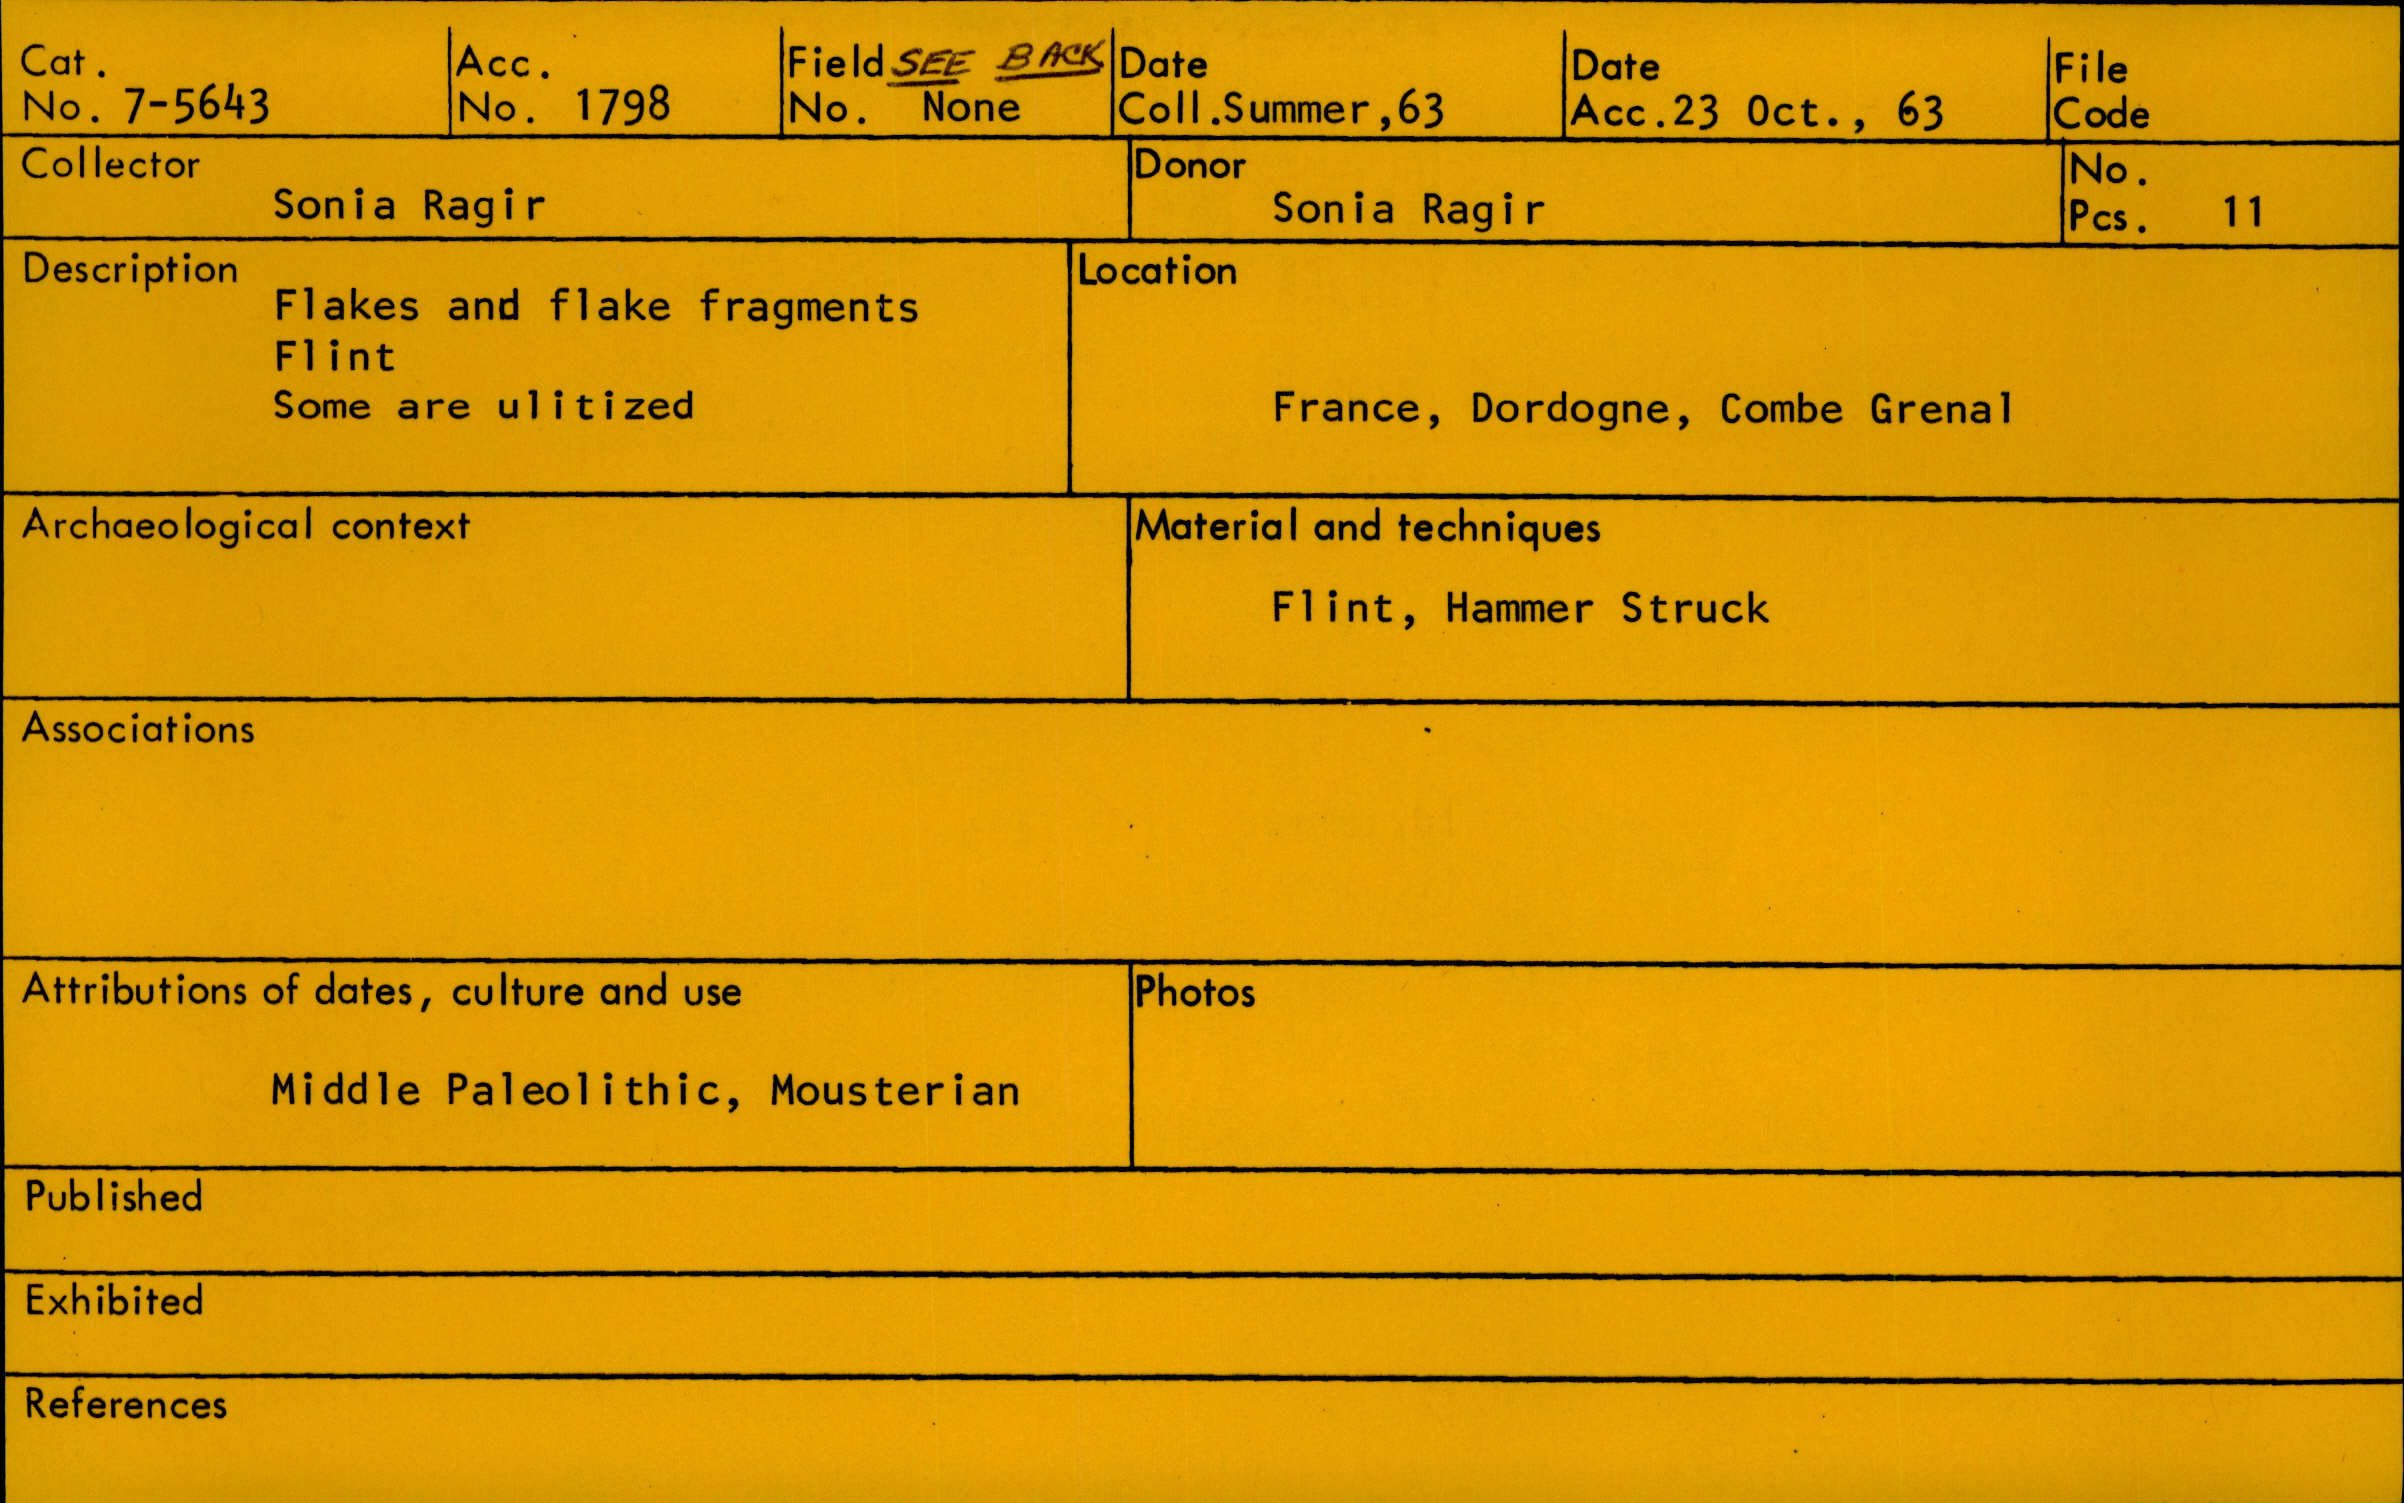 Cat. No. 7-5643
Acc. No. 1798
Field No. SEE BACK None
Date Coll. Summer, 63
Date Acc. 23 Oct., 63
File Code
Collector
Sonia Ragir
Donor
Sonia Ragir
No. Pcs. 11
Description
Flakes and flake fragments
Flint
Some are ulitized
Location
France, Dordogne, Combe Grenal
Archaeological context
Material and techniques
Flint, Hammer Struck
Associations
Attributions of dates, culture and use
Middle Paleolithic, Mousterian
Photos
Published
Exhibited
References